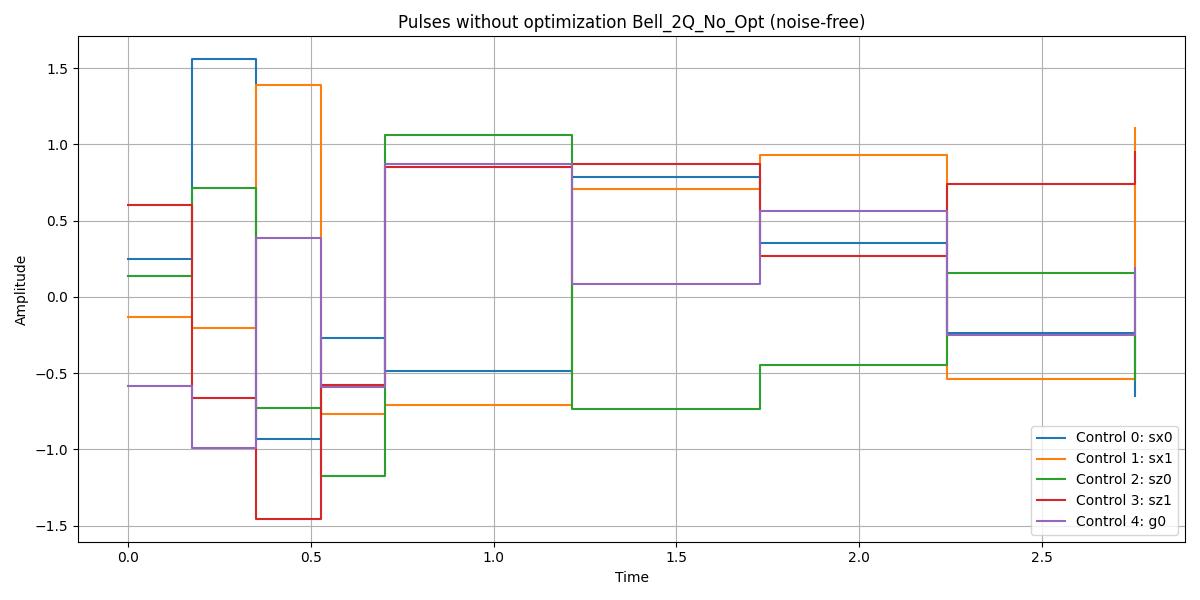 Pulses without optimization Bell_2Q_No_Opt (noise-free)
Amplitude
1.5
1.0
0.5
0.0
−0.5
−1.0
−1.5
0.0 0.5 1.0 1.5 2.0 2.5
Time
Control 0: sx0
Control 1: sx1
Control 2: sz0
Control 3: sz1
Control 4: g0